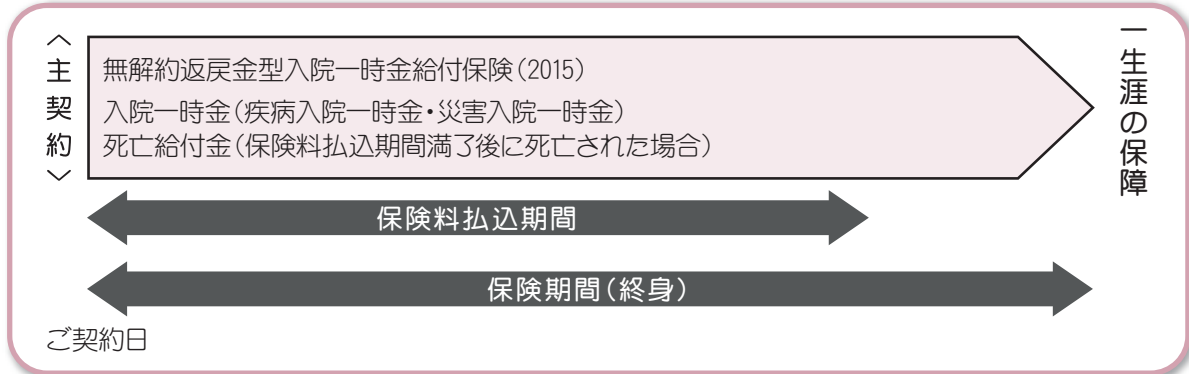 〈主契約〉
無解約返戻金型入院一時金給付保険(2015)
入院一時金(疾病入院一時金・災害入院一時金)
死亡給付金(保険料払込期間満了後に死亡された場合)
一生涯の保障
保険料払込期間
保険期間(終身)
ご契約日